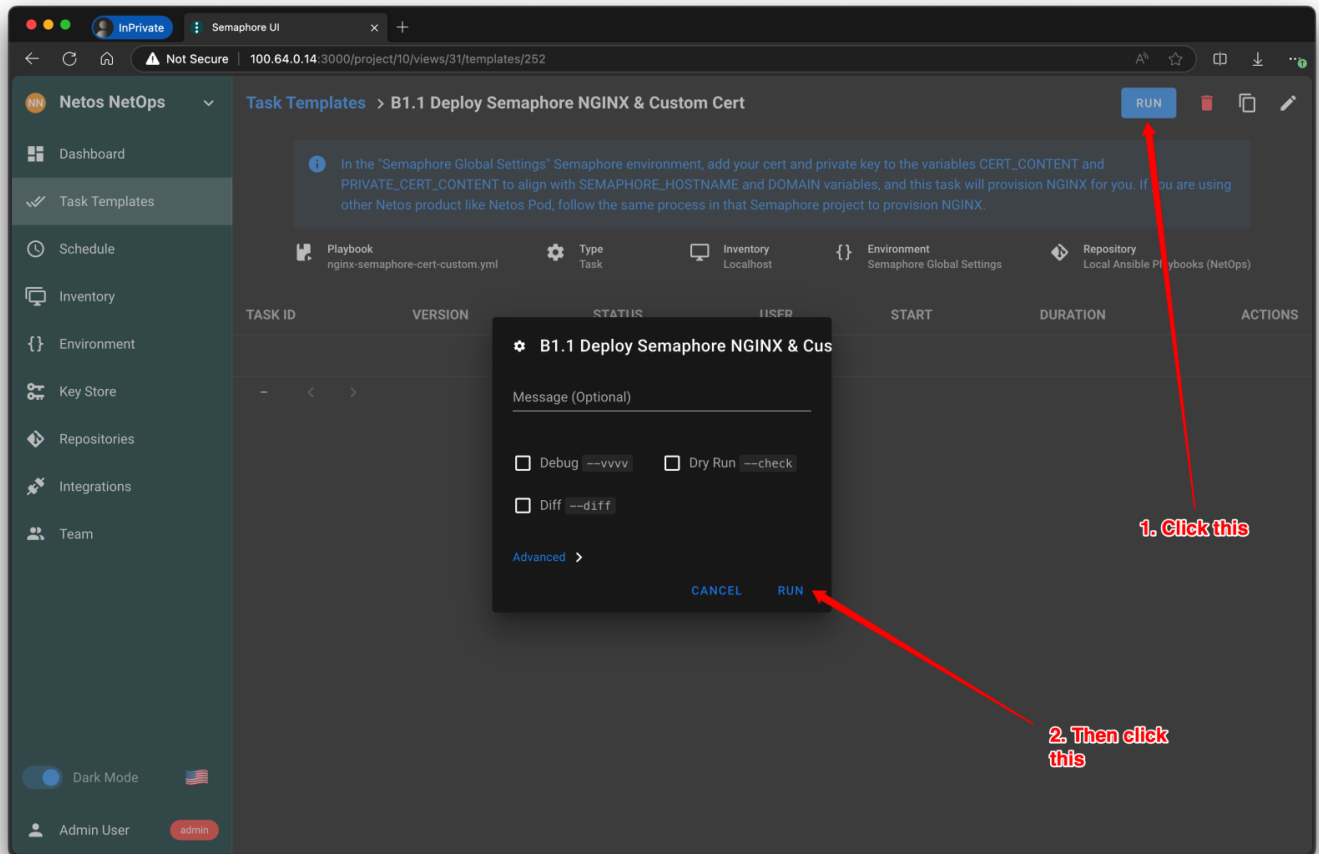 InPrivate
Semaphore UI
Not Secure
100.64.0.14:3000/project/10/views/31/templates/252
NN
Netos NetOps
Task Templates > B1.1 Deploy Semaphore NGINX & Custom Cert
RUN
Dashboard
Task Templates
Schedule
Inventory
Environment
Key Store
Repositories
Integrations
Team
In the "Semaphore Global Settings" Semaphore environment, add your cert and private key to the variables CERT_CONTENT and
PRIVATE_CERT_CONTENT to align with SEMAPHORE_HOSTNAME and DOMAIN variables, and this task will provision NGINX for you. If you are using
other Netos product like Netos Pod, follow the same process in that Semaphore project to provision NGINX.
Playbook
nginx-semaphore-cert-custom.yml
Type
Task
Inventory
Localhost
Environment
Semaphore Global Settings
Repository
Local Ansible Playbooks (NetOps)
TASK ID VERSION STATUS USER START DURATION ACTIONS
B1.1 Deploy Semaphore NGINX & Cus
Message (Optional)
Debug --vvvv
Dry Run --check
Diff --diff
Advanced
CANCEL RUN
1. Click this
2. Then click
this
Dark Mode
Admin User
admin